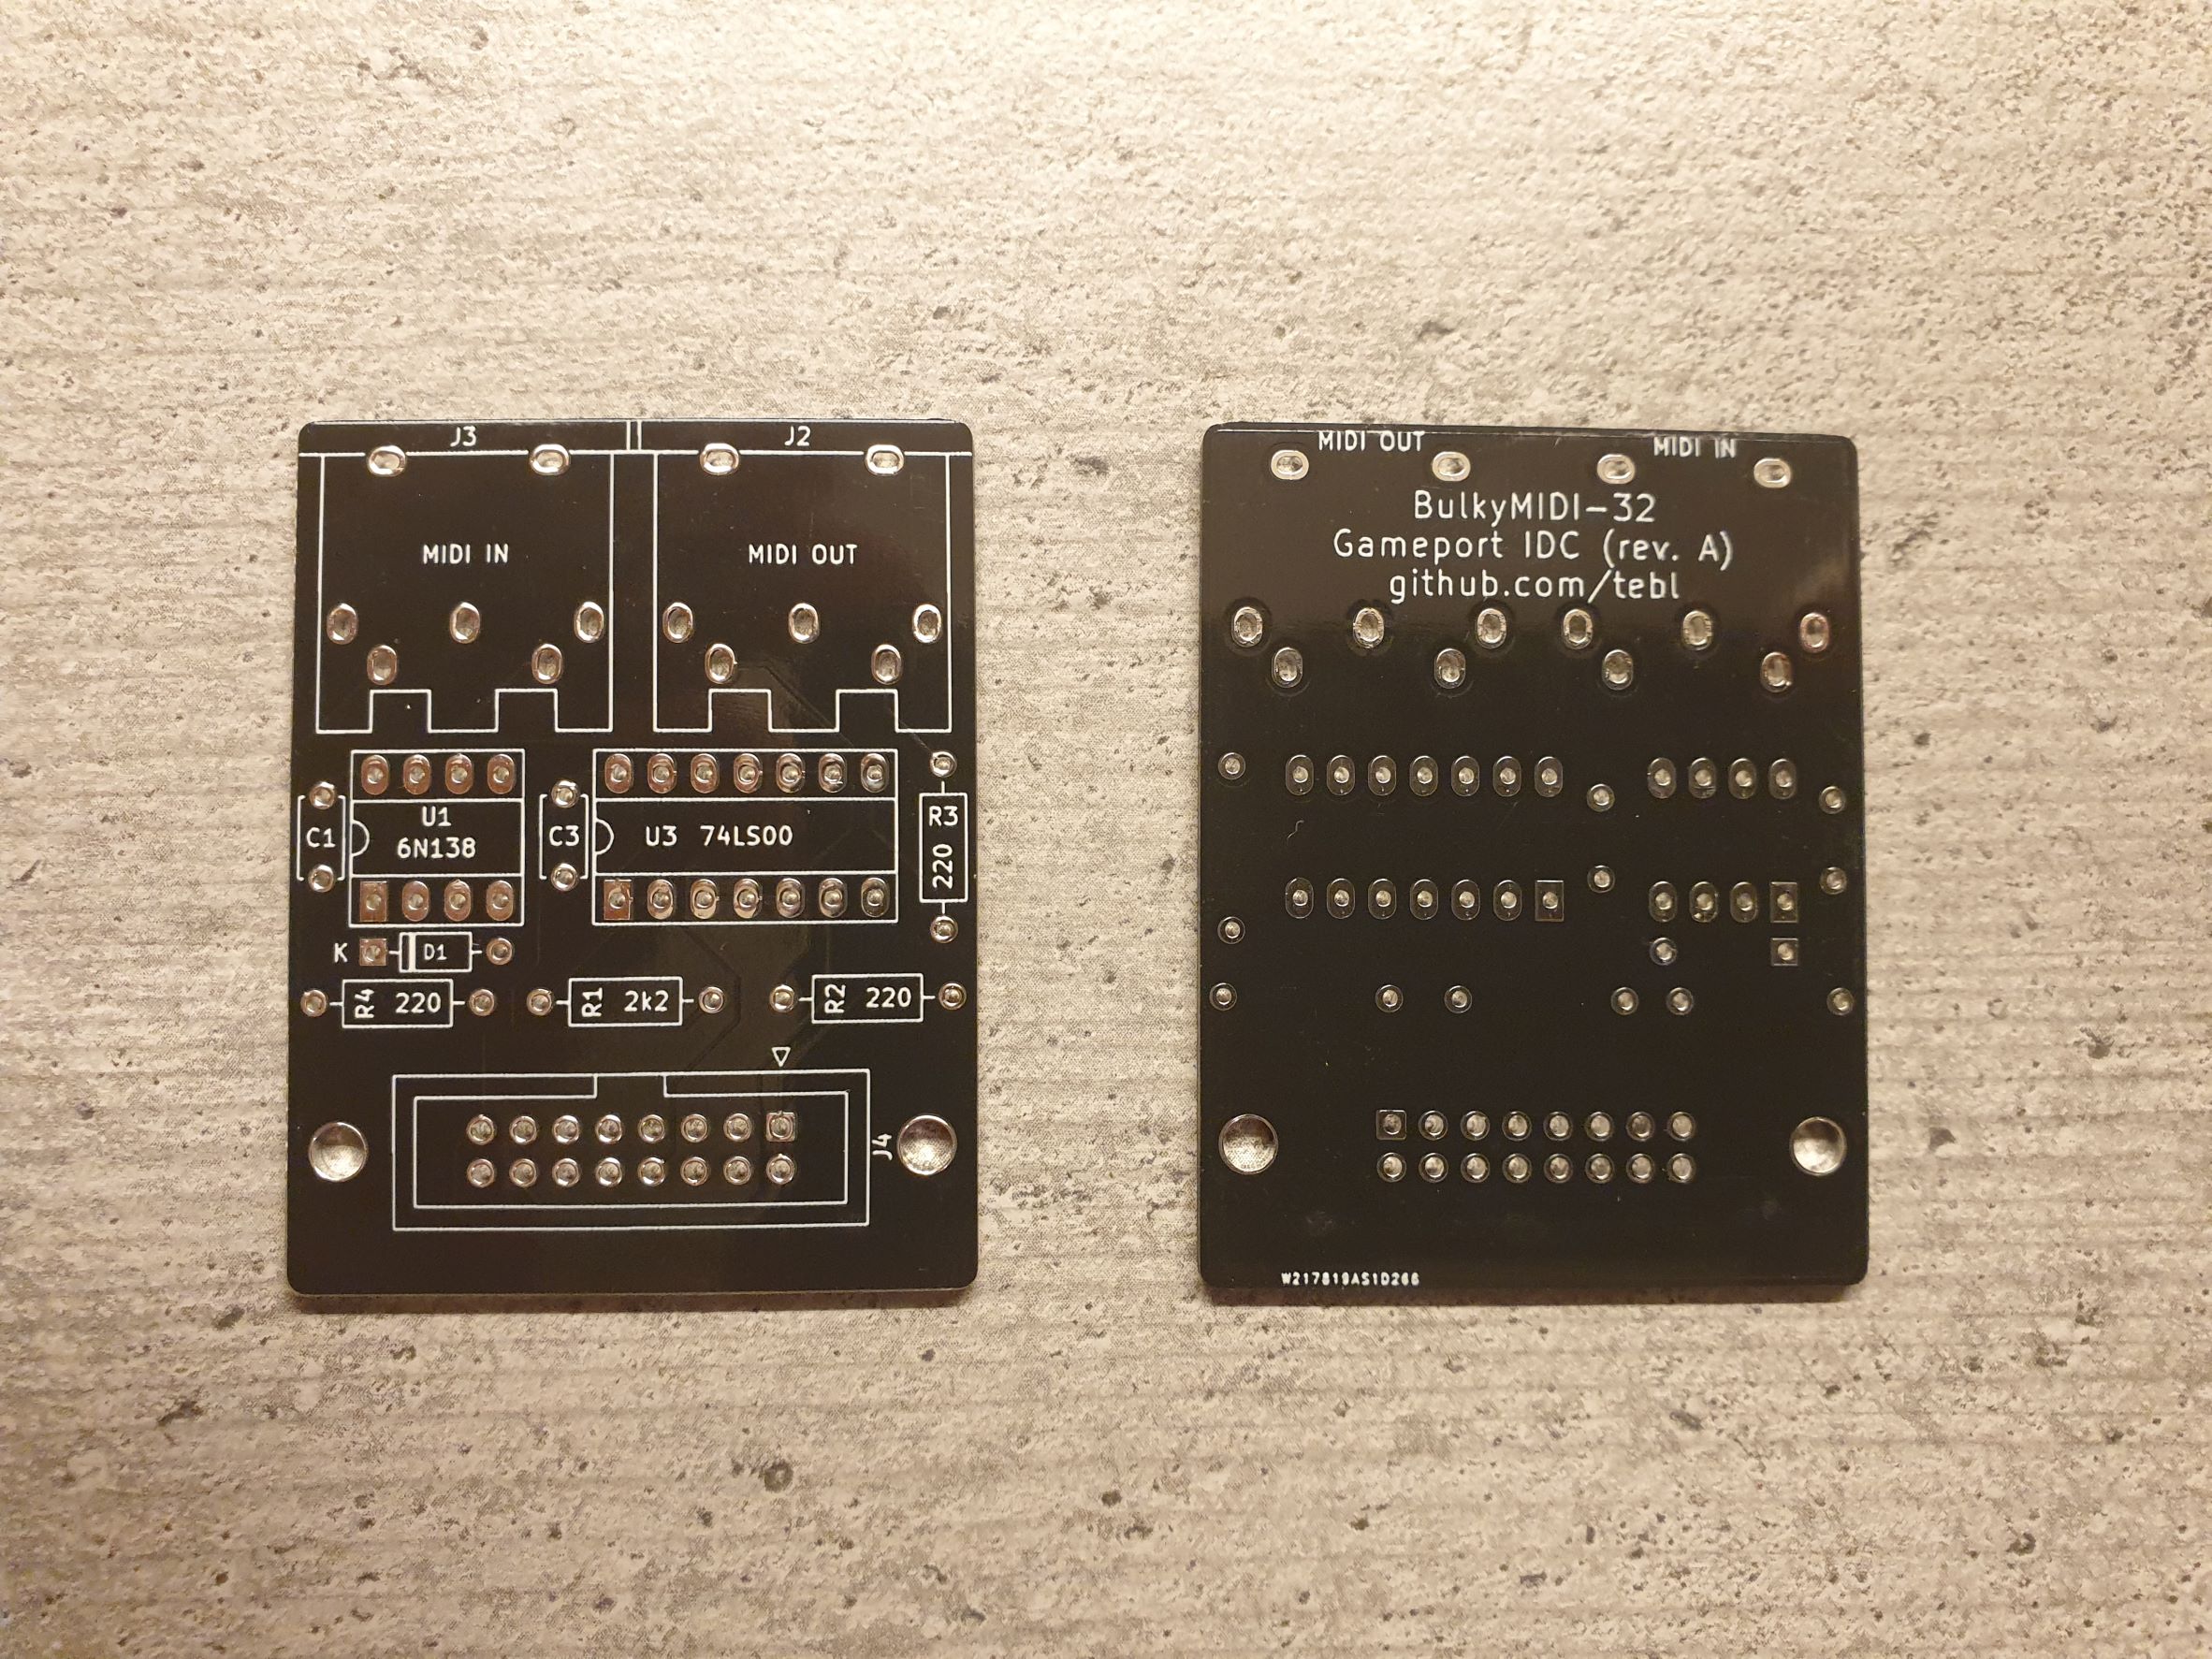 J3
J2
MIDI IN
MIDI OUT
C1
U1
6N138
C3
U3 74LS00
R3
220
K
D1
R4 220
R1 2k2
R2 220
J4
MIDI OUT
MIDI IN
BulkyMIDI-32
Gameport IDC (rev. A)
github.com/tebl
W217819AS1D266